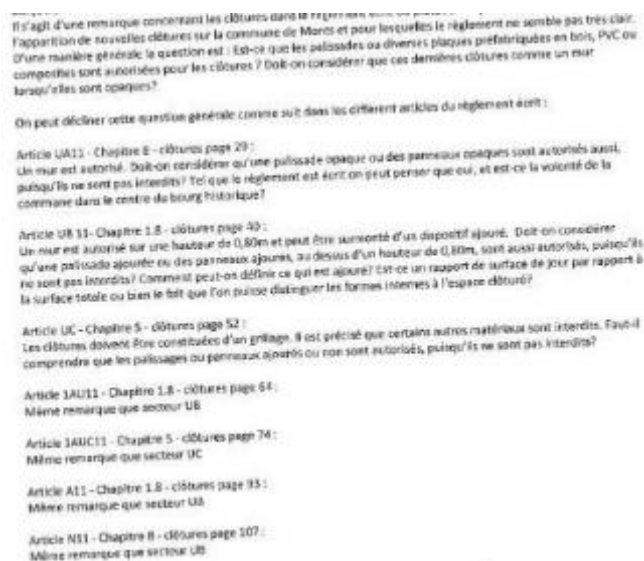 Il s'agit d'une remarque concernant les clôtures dans le règlement
l'apparition de nouvelles clôtures sur la commune de Monts et pour lesquelles le règlement ne semble pas très clair.
D'une manière générale la question est : Est-ce que les palissades ou diverses plaques préfabriquées en bois, PVC ou
composites sont autorisées pour les clôtures ? Doit-on considérer que ces dernières clôtures comme un mur
lorsqu'elles sont opaques?
On peut décliner cette question générale comme suit dans les différent articles du règlement écrit :
Article UA11 - Chapitre 8 - clôtures page 29 :
Un mur est autorisé. Doit-on considérer qu'une palissade opaque ou des panneaux opaques sont autorisés aussi,
puisqu'ils ne sont pas interdits? Tel que le règlement est écrit on peut penser que oui, et est-ce la volonté de la
commune dans le centre du bourg historique?
Article UB 11- Chapitre 1.8 - clôtures page 40 :
Un mur est autorisé sur une hauteur de 0,80m et peut être surmonté d'un dispositif ajouré. Doit-on considérer
qu'une palissade ajourée ou des panneaux ajourés, au dessus d'un hauteur de 0,80m, sont aussi autorisés, puisqu'ils
ne sont pas interdits? Comment peut-on définir ce qui est ajouré? Est-ce un rapport de surface de jour par rapport à
la surface totale ou bien le fait que l'on puisse distinguer les formes internes à l'espace clôturé?
Article UC - Chapitre 5 - clôtures page 52 :
Les clôtures doivent être constituées d'un grillage. Il est précisé que certains autres matériaux sont interdits. Faut-il
comprendre que les palissages ou panneaux ajourés ou non sont autorisés, puisqu'ils ne sont pas interdits?
Article 1AU11 - Chapitre 1.8 - clôtures page 64 :
Même remarque que secteur UB
Article 1AUC11 - Chapitre 5 - clôtures page 74 :
Même remarque que secteur UC
Article A11 - Chapitre 1.8 - clôtures page 93 :
Même remarque que secteur UB
Article N11 - Chapitre 8 - clôtures page 107 :
Même remarque que secteur UB